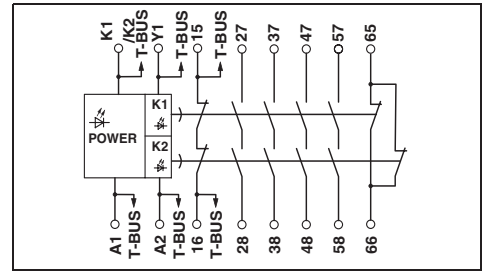 K1
/K2
T-BUS
Y1
T-BUS
15
T-BUS
27
37
47
57
65
POWER
K1
K2
A1
T-BUS
A2
T-BUS
16
T-BUS
28
38
48
58
66